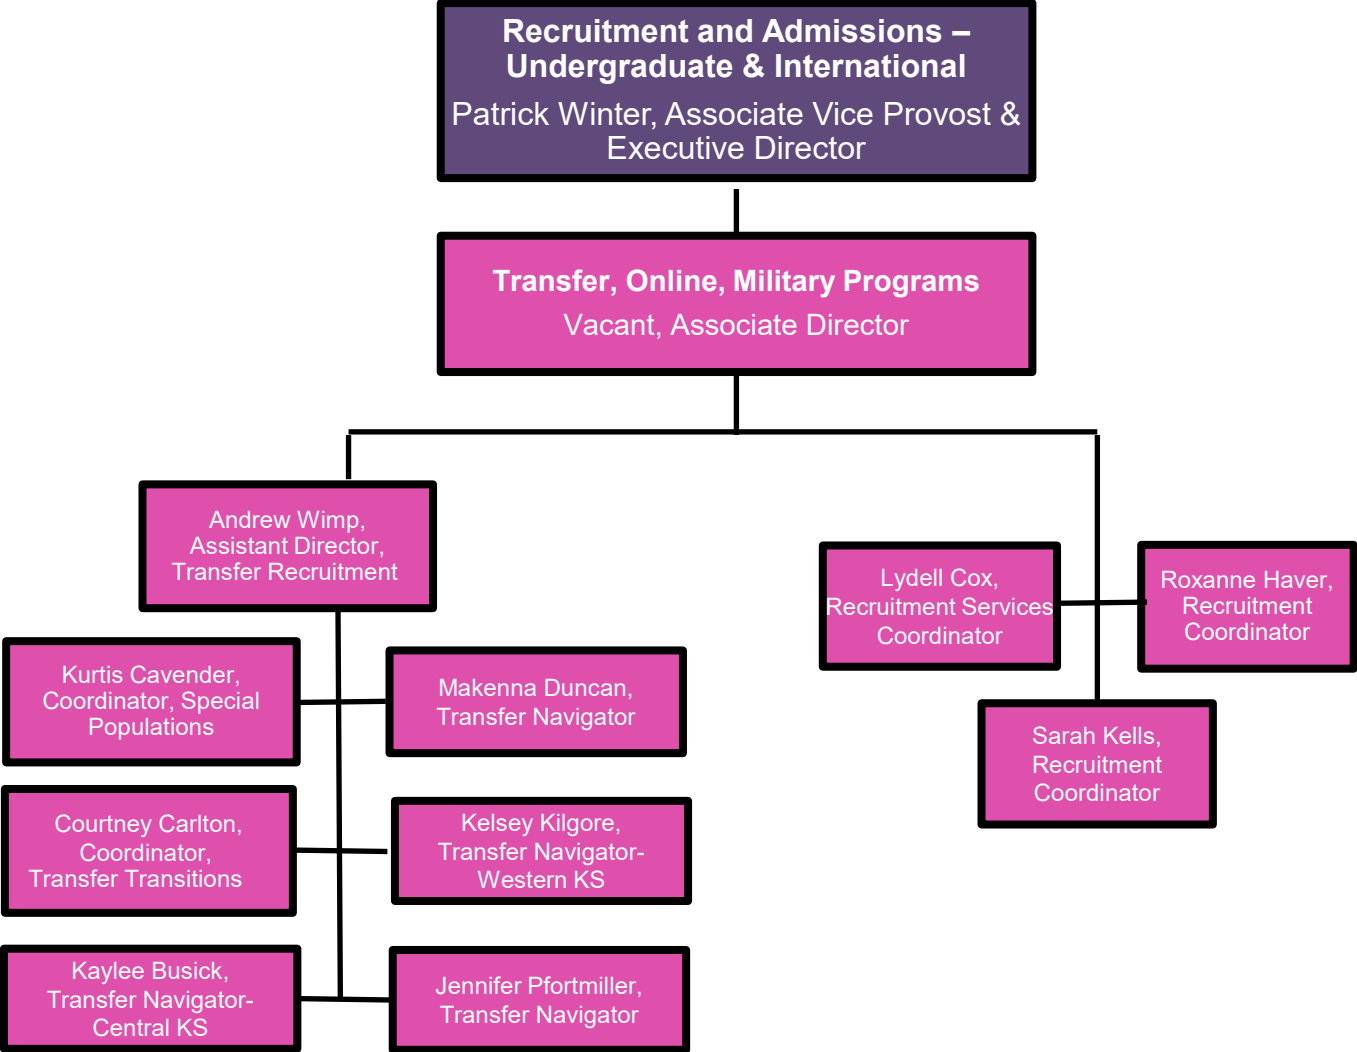 Recruitment and Admissions –
Undergraduate & International
Patrick Winter, Associate Vice Provost &
Executive Director
Transfer, Online, Military Programs
Vacant, Associate Director
Andrew Wimp,
Assistant Director,
Transfer Recruitment
Lydell Cox,
Recruitment Services
Coordinator
Roxanne Haver,
Recruitment
Coordinator
Kurtis Cavender,
Coordinator, Special
Populations
Makenna Duncan,
Transfer Navigator
Sarah Kells,
Recruitment
Coordinator
Courtney Carlton,
Coordinator,
Transfer Transitions
Kelsey Kilgore,
Transfer Navigator-
Western KS
Kaylee Busick,
Transfer Navigator-
Central KS
Jennifer Pfortmiller,
Transfer Navigator